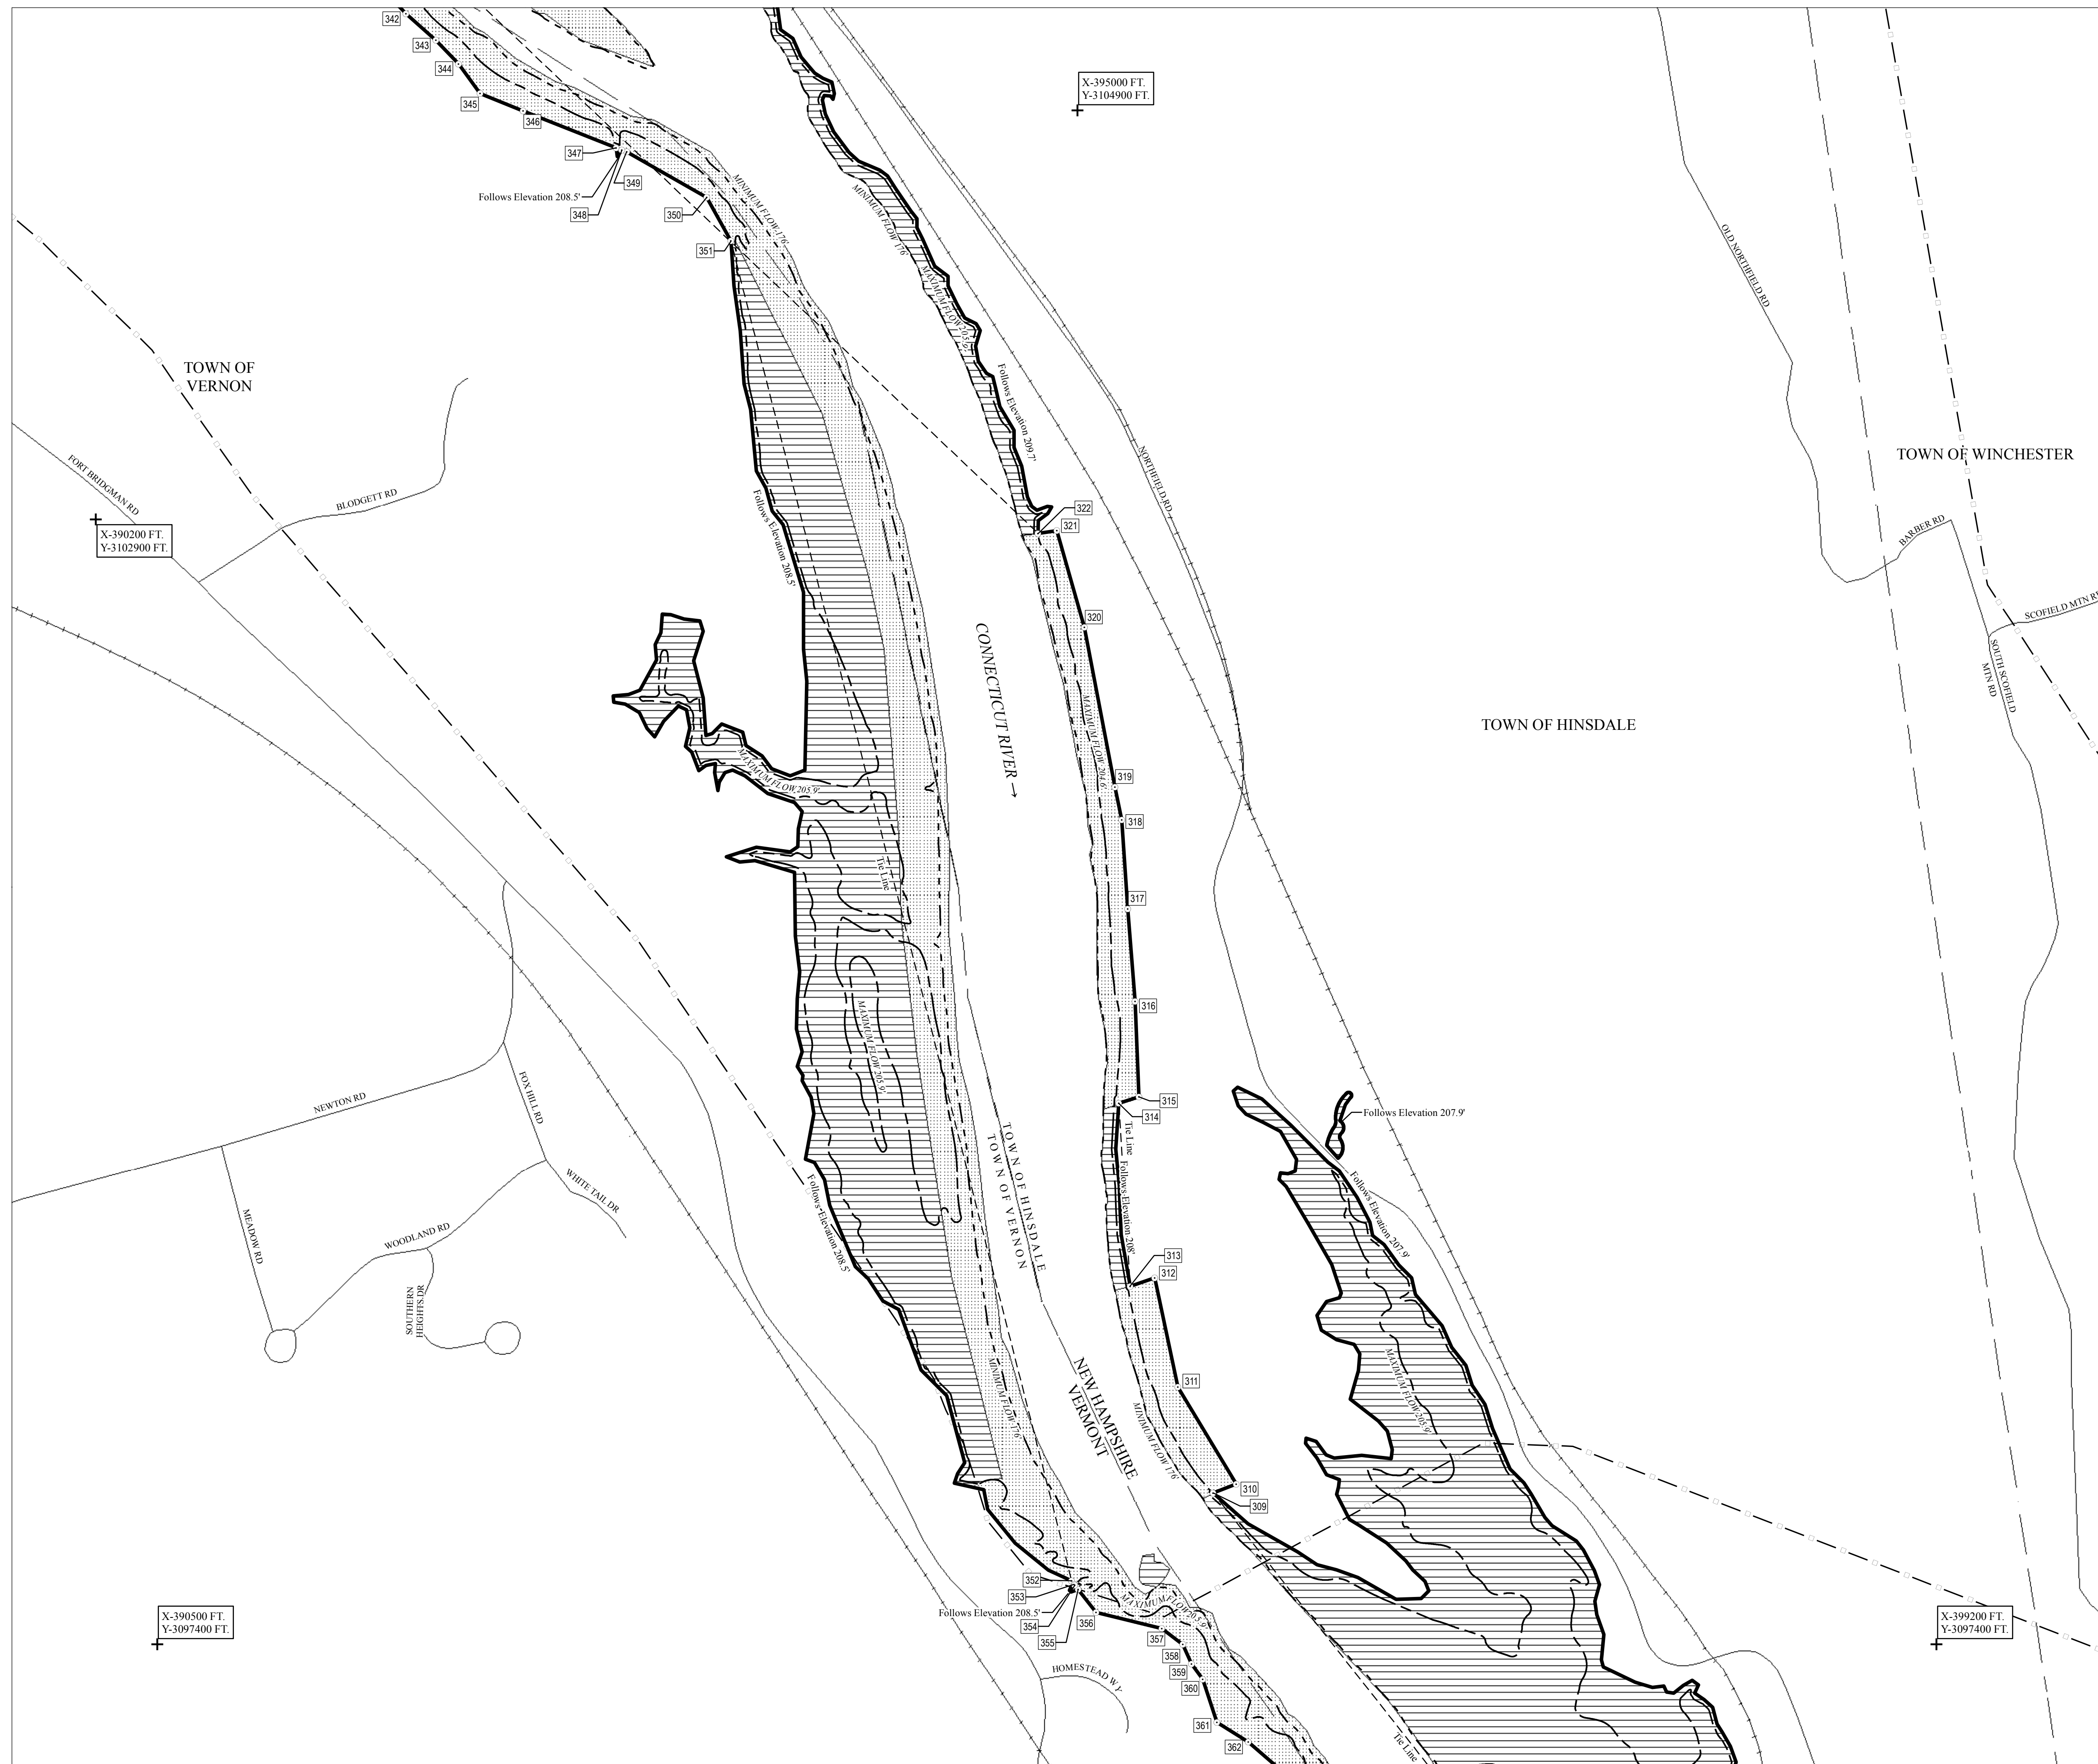 342
343
344
345
346
347
349
Follows Elevation 208.5'
348
350
351
MINIMUM FLOW 176'
X-395000 FT.
Y-3104900 FT.
MINIMUM FLOW 176'
MAXIMUM FLOW 205.9'
Follows Elevation 209.7'
OLD NORTHFIELD RD
TOWN OF
VERNON
FORT BRIDGMAN RD
BLODGETT RD
X-390200 FT.
Y-3102900 FT.
Follows Elevation 208.5'
NORTHFIELD RD
TOWN OF WINCHESTER
BARBER RD
SCOFIELD MTN RD
SOUTH SCOFIELD
MTN RD
322
321
320
CONNECTICUT RIVER →
MAXIMUM FLOW 204.6'
TOWN OF HINSDALE
319
318
317
316
315
314
MAXIMUM FLOW 205.9'
Tie Line
MAXIMUM FLOW 205.9'
NEWTON RD
FOX HILL RD
WHITE TAIL DR
MEADOW RD
WOODLAND RD
SOUTHERN
HEIGHTS DR
Follows Elevation 208.5'
TOWN OF HINSDALE
TOWN OF VERNON
Tie Line
Follows Elevation 208'
Follows Elevation 207.9'
Follows Elevation 207.9'
313
312
311
310
309
MAXIMUM FLOW 205.9'
MINIMUM FLOW 176'
NEW HAMPSHIRE
VERMONT
MINIMUM FLOW 176'
352
353
Follows Elevation 208.5'
354
355
356
MAXIMUM FLOW 205.9'
357
358
359
360
361
362
HOMESTEAD WY
Tie Line
X-390500 FT.
Y-3097400 FT.
X-399200 FT.
Y-3097400 FT.